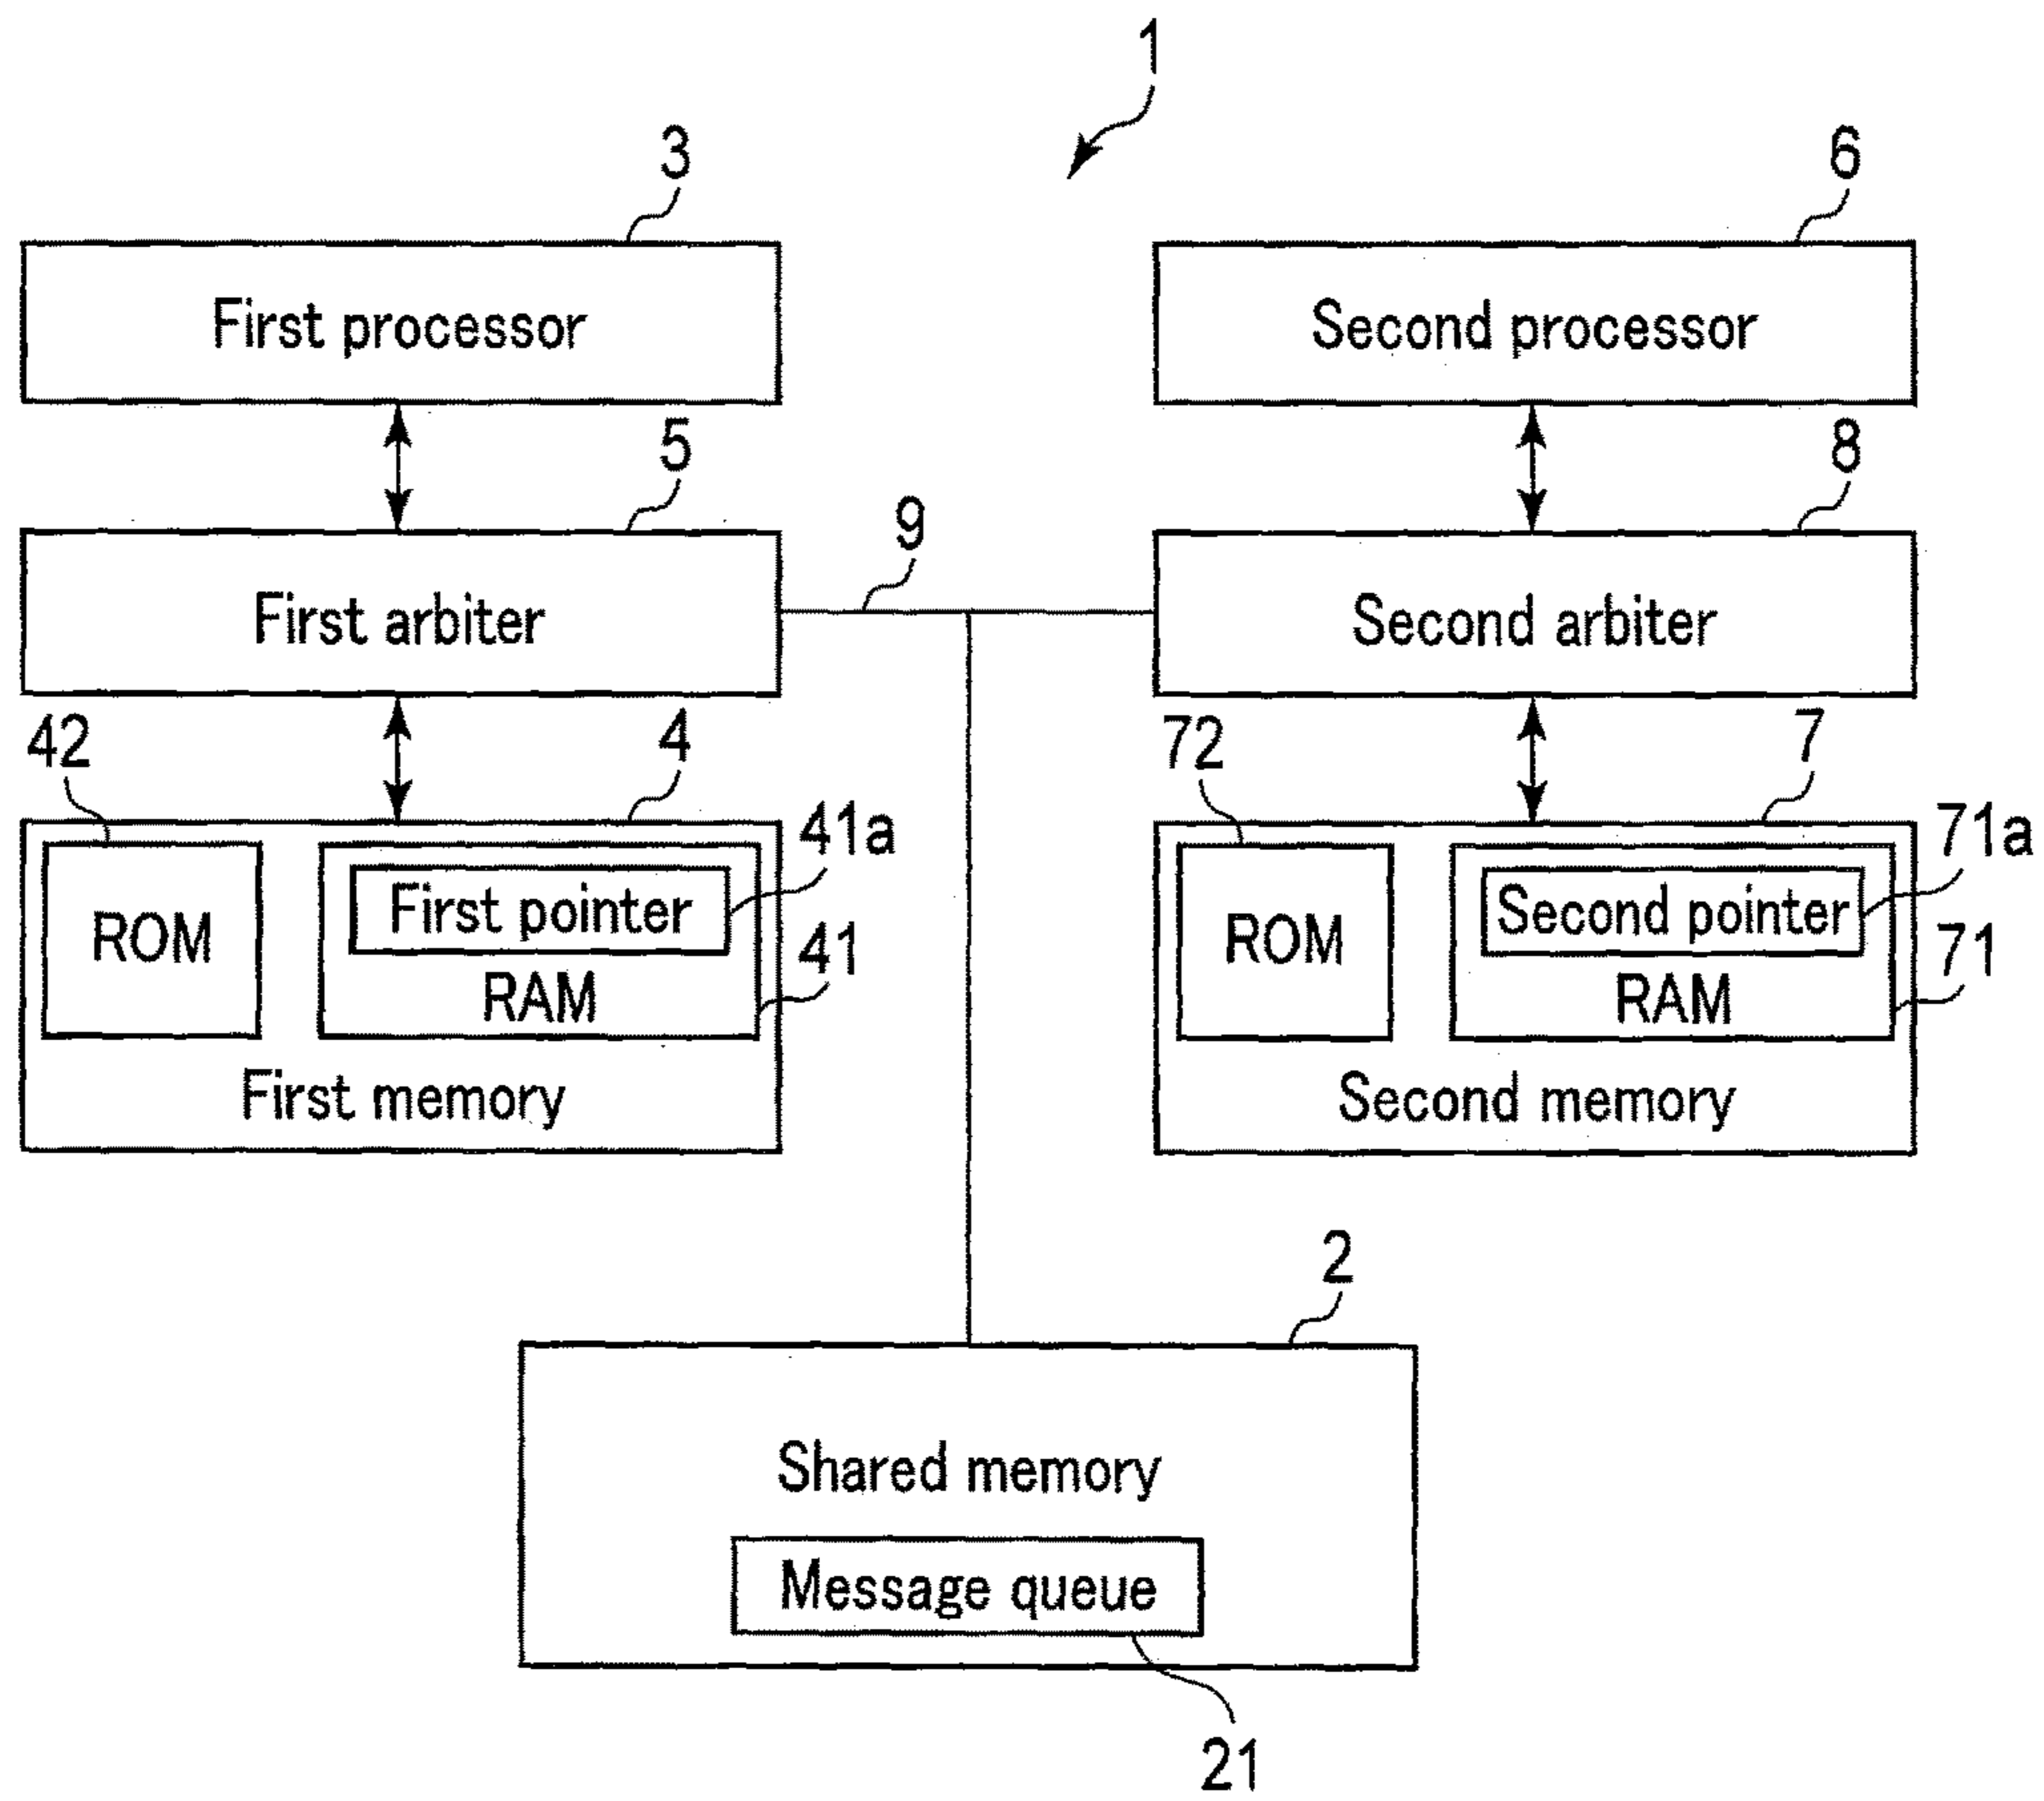 1
3
6
First processor
Second processor
5
8
9
First arbiter
Second arbiter
42
4
72
7
41a
71a
First pointer
Second pointer
ROM
ROM
41
71
RAM
RAM
First memory
Second memory
2
Shared memory
Message queue
21